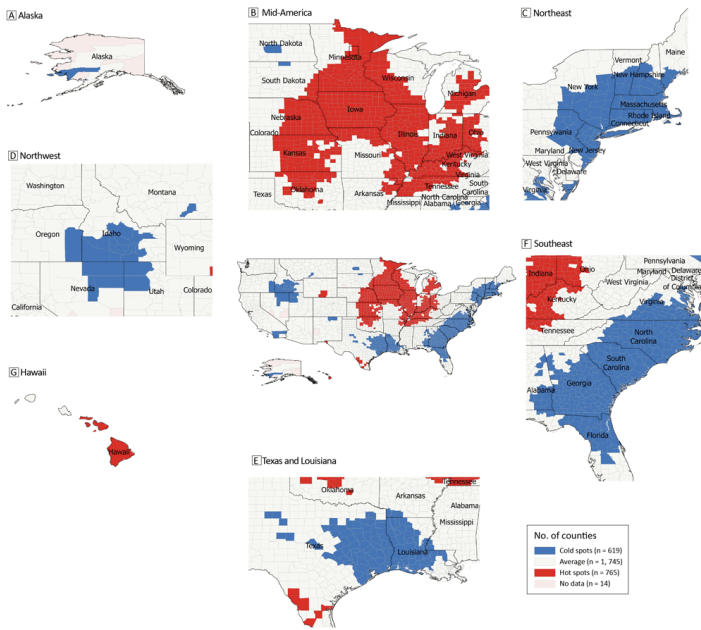 A Alaska
Alaska
B Mid-America
North Dakota
Minnesota
South Dakota
Wisconsin
Michigan
Nebraska
Iowa
Colorado
Illinois
Indiana
Ohio
Kansas
Missouri
West Virginia
Kentucky
Virginia
Oklahoma
Tennessee
Texas
Arkansas
South
Carolina
North Carolina
Mississippi
Alabama
Georgia
C Northeast
Maine
Vermont
New Hampshire
New York
Massachusetts
Rhode Island
Connecticut
Pennsylvania
New Jersey
Maryland
West Virginia
Delaware
Virginia
D Northwest
Washington
Montana
Oregon
Idaho
Wyoming
Nevada
Utah
Colorado
California
F Southeast
Pennsylvania
Indiana
Ohio
Maryland
Delaware
District
of Columbia
West Virginia
Kentucky
Virginia
Tennessee
North
Carolina
South
Carolina
Alabama
Georgia
Florida
G Hawaii
Hawaii
E Texas and Louisiana
Oklahoma
Tennessee
Arkansas
Alabama
Mississippi
Texas
Louisiana
No. of counties
Cold spots (n = 619)
Average (n = 1, 745)
Hot spots (n = 765)
No data (n = 14)